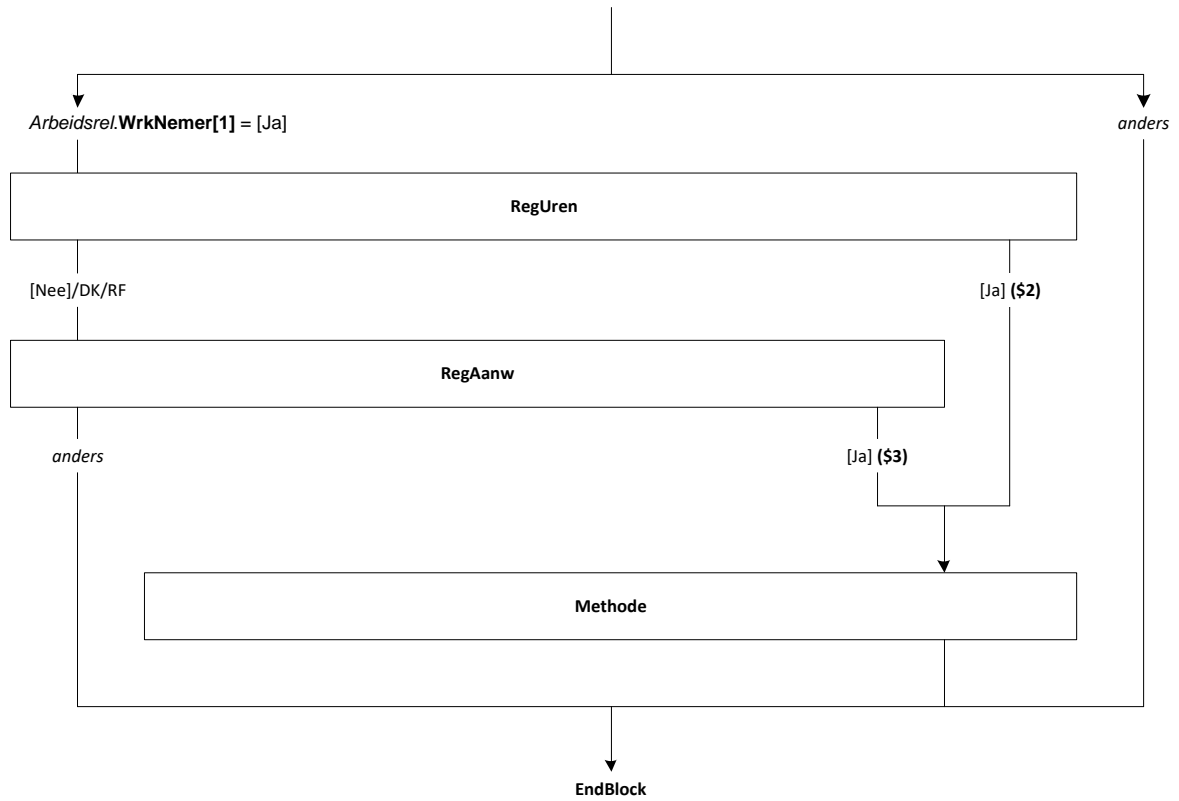 Arbeidsrel.WrkNemer[1] = [Ja]
anders
RegUren
[Nee]/DK/RF
[Ja] ($2)
RegAanw
anders
[Ja] ($3)
Methode
EndBlock